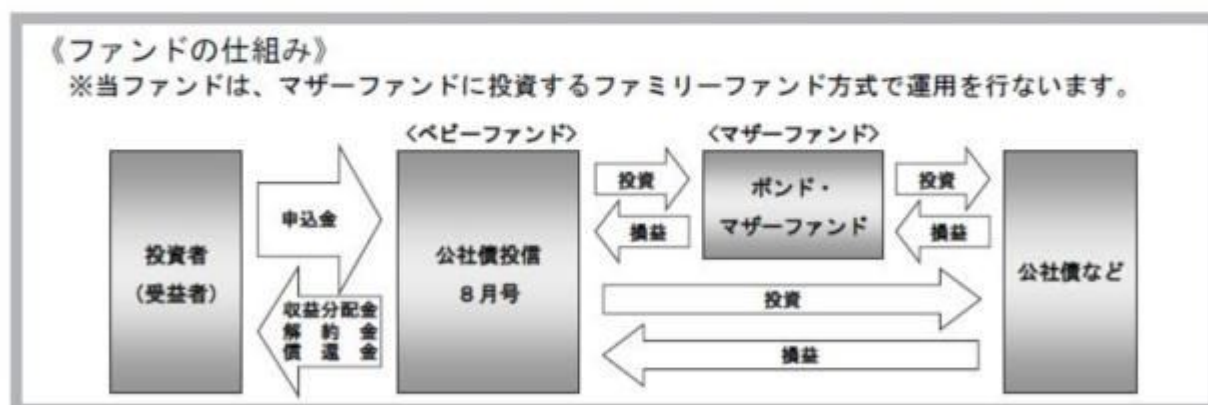 《ファンドの仕組み》
※当ファンドは、マザーファンドに投資するファミリーファンド方式で運用を行ないます。
〈ベビーファンド〉
〈マザーファンド〉
投資者
(受益者)
申込金
収益分配金
解約金
償還金
公社債投信
8月号
投資
損益
ボンド・
マザーファンド
投資
損益
投資
損益
公社債など